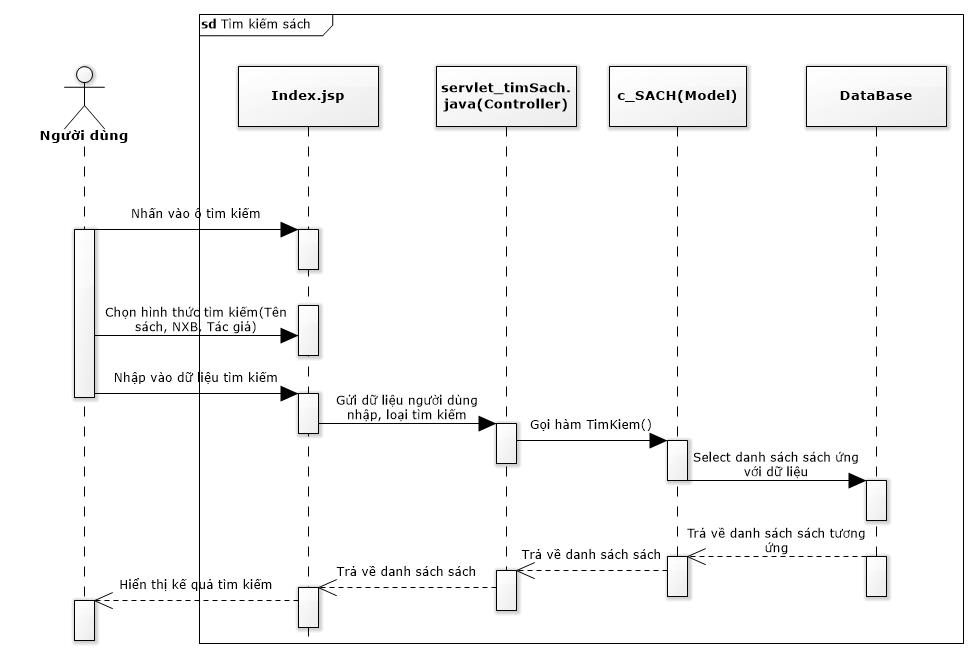 sd Tìm kiếm sách
Index.jsp
servlet_timSach.
java(Controller)
c_SACH(Model)
DataBase
Người dùng
Nhấn vào ô tìm kiếm
Chọn hình thức tìm kiếm(Tên
sách, NXB, Tác giả)
Nhập vào dữ liệu tìm kiếm
Gửi dữ liệu người dùng
nhập, loại tìm kiếm
Gọi hàm TimKiem()
Select danh sách sách ứng
với dữ liệu
Trả về danh sách sách tương
ứng
Trả về danh sách sách
Trả về danh sách sách
Hiển thị kế quả tìm kiếm